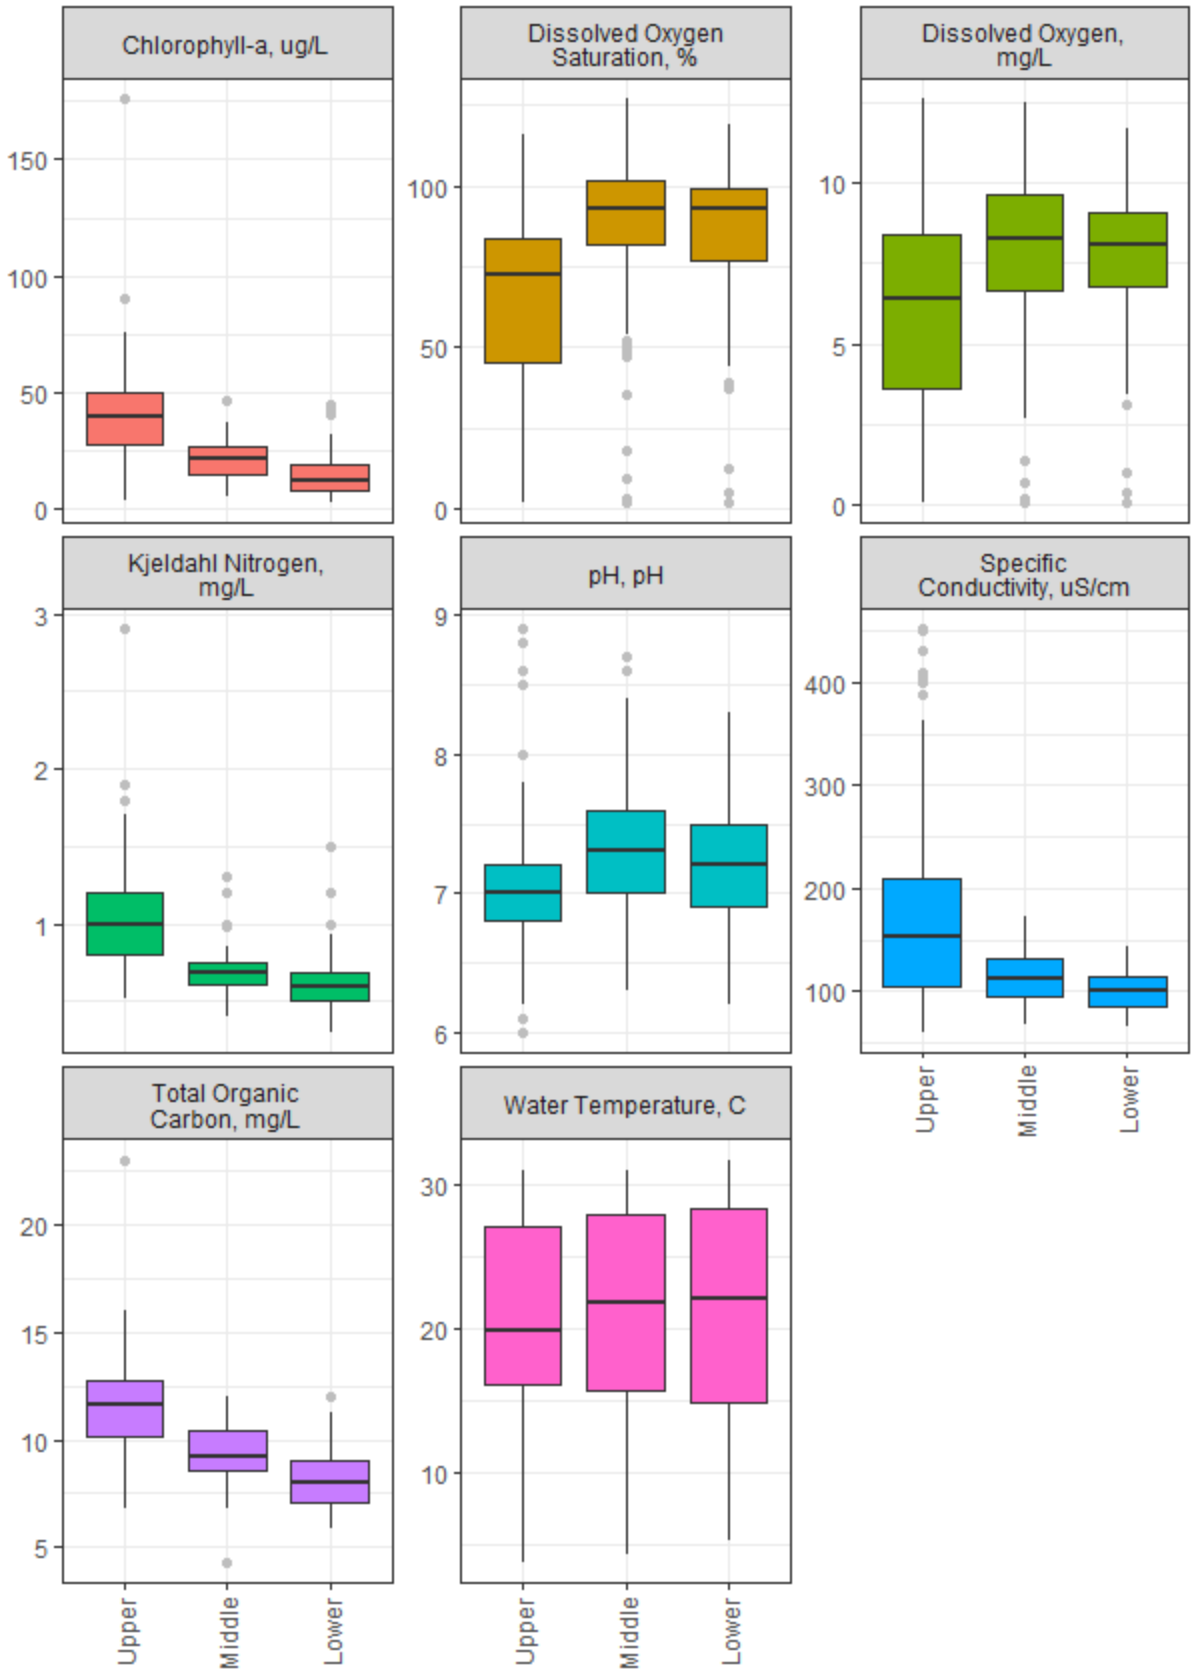 Chlorophyll-a, ug/L
150
100
50
0
Dissolved Oxygen
Saturation, %
100
50
0
Dissolved Oxygen,
mg/L
10
5
0
Kjeldahl Nitrogen,
mg/L
3
2
1
pH, pH
9
8
7
6
Specific
Conductivity, uS/cm
400
300
200
100
Upper
Middle
Lower
Total Organic
Carbon, mg/L
20
15
10
5
Upper
Middle
Lower
Water Temperature, C
30
20
10
Upper
Middle
Lower